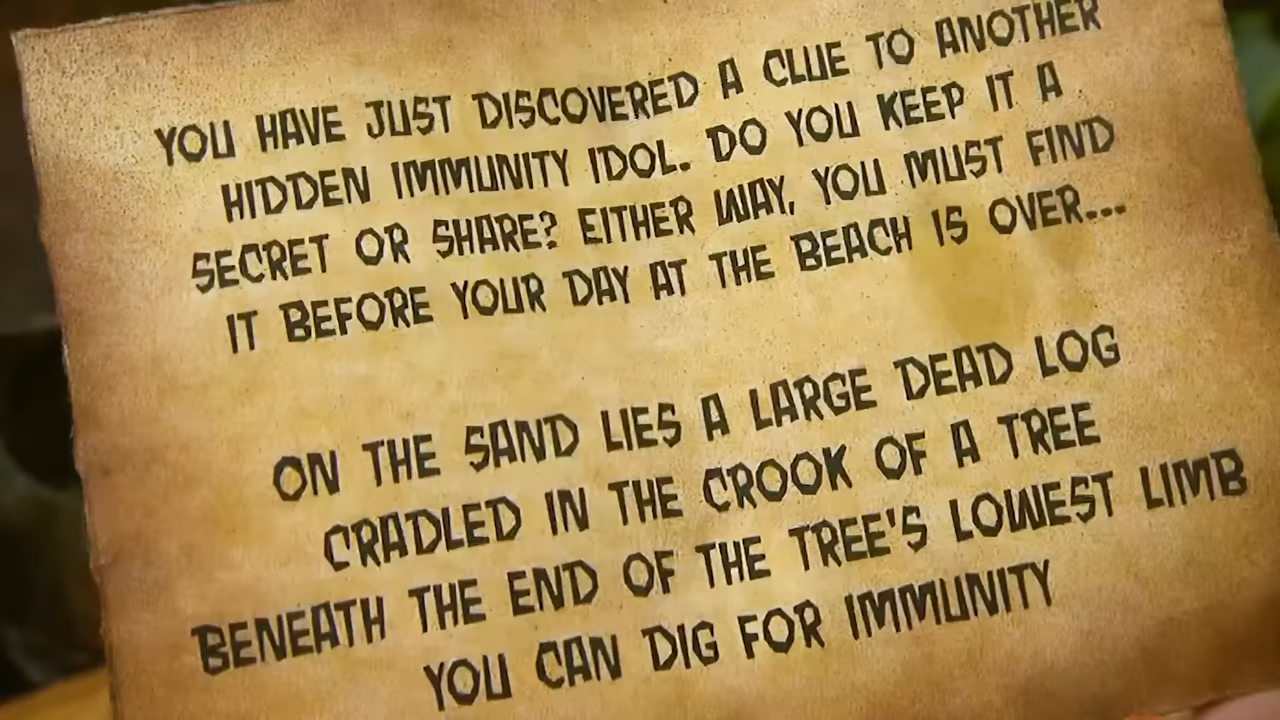 YOU HAVE JUST DISCOVERED A CLUE TO ANOTHER
HIDDEN IMMUNITY IDOL. DO YOU KEEP IT A
SECRET OR SHARE? EITHER WAY, YOU MUST FIND
IT BEFORE YOUR DAY AT THE BEACH IS OVER...
ON THE SAND LIES A LARGE DEAD LOG
CRADLED IN THE CROOK OF A TREE
BENEATH THE END OF THE TREE'S LOWEST LIMB
YOU CAN DIG FOR IMMUNITY